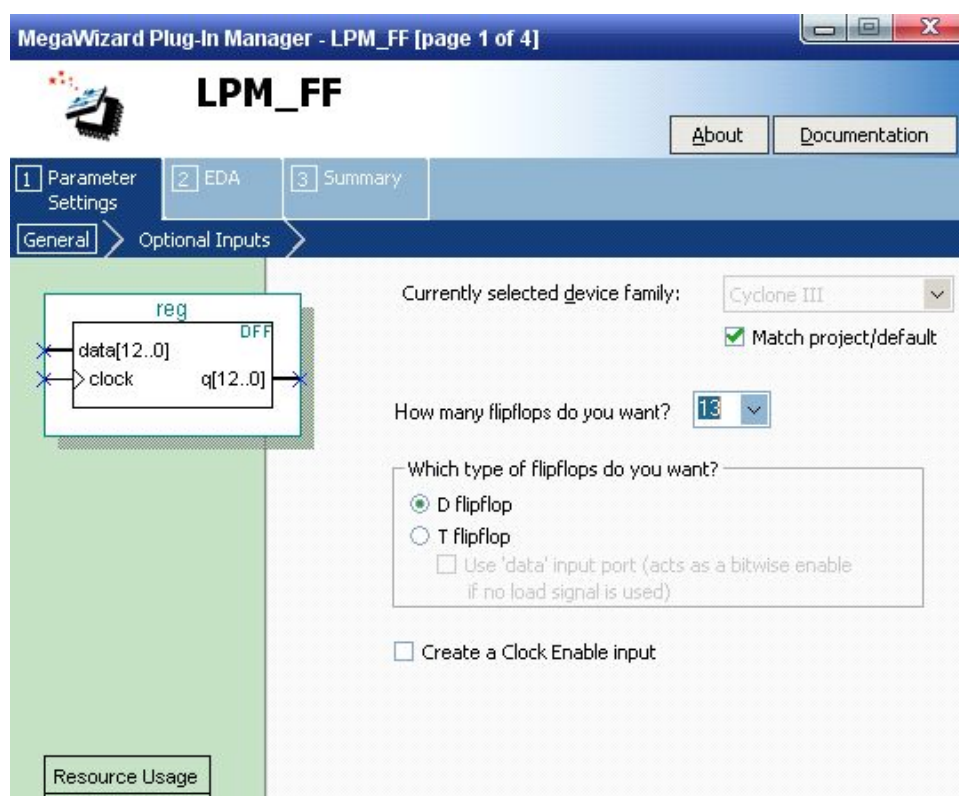 MegaWizard Plug-In Manager - LPM_FF [page 1 of 4]
LPM_FF
About
Documentation
1 Parameter Settings
2 EDA
3 Summary
General
Optional Inputs
reg
DFF
data[12..0]
clock
q[12..0]
Currently selected device family:
Cyclone III
Match project/default
How many flipflops do you want?
13
Which type of flipflops do you want?
D flipflop
T flipflop
Use 'data' input port (acts as a bitwise enable
if no load signal is used)
Create a Clock Enable input
Resource Usage